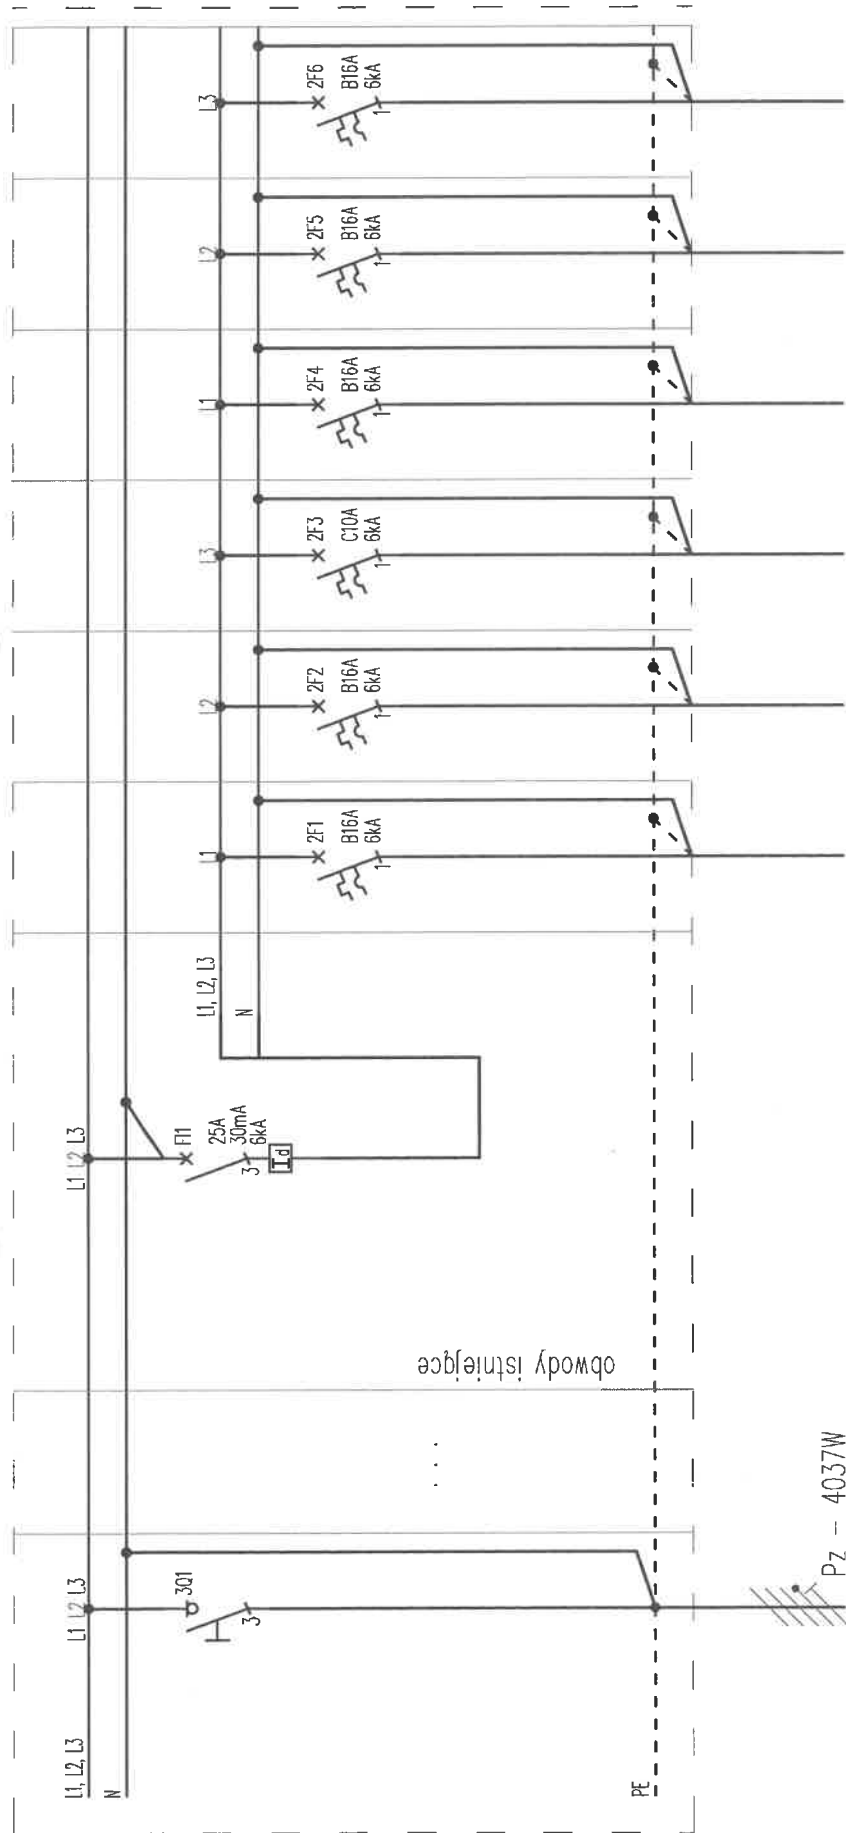 L1, L2, L3
N
PE
L1 L2 L3
3Q1
3
Pz - 4037W
. . .
obwody istniejące
L1 L2 L3
FI1
25A
30mA
6kA
3
Id
L1, L2, L3
N
L1
2F1
B16A
6kA
1
L2
2F2
B16A
6kA
1
L3
2F3
C10A
6kA
1
L1
2F4
B16A
6kA
1
L2
2F5
B16A
6kA
1
L3
2F6
B16A
6kA
1